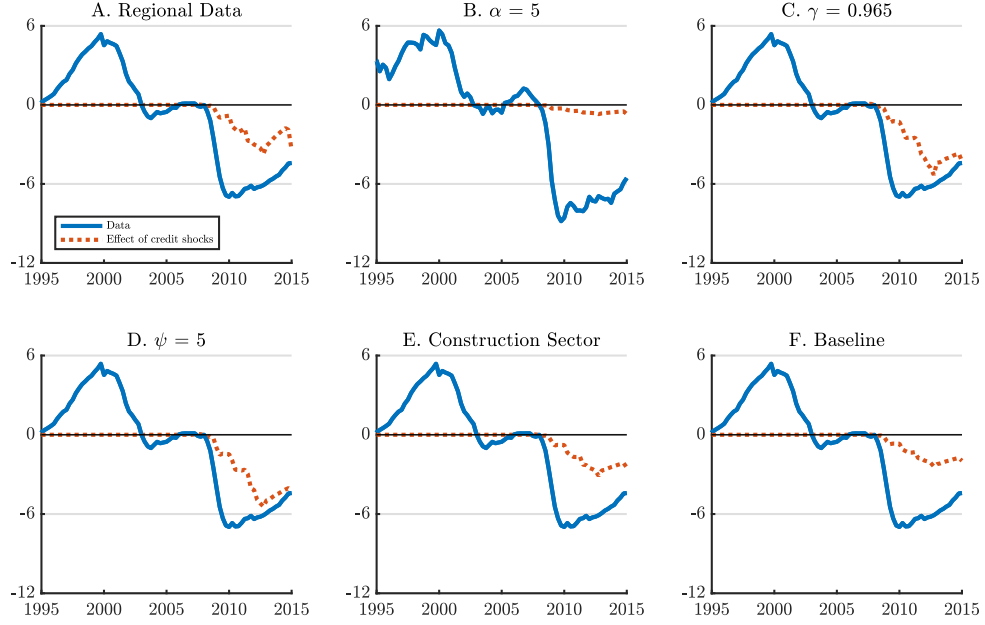 A. Regional Data
6
0
-6
-12
1995 2000 2005 2010 2015
Data
Effect of credit shocks
B. α = 5
6
0
-6
-12
1995 2000 2005 2010 2015
C. γ = 0.965
6
0
-6
-12
1995 2000 2005 2010 2015
D. ψ = 5
6
0
-6
-12
1995 2000 2005 2010 2015
E. Construction Sector
6
0
-6
-12
1995 2000 2005 2010 2015
F. Baseline
6
0
-6
-12
1995 2000 2005 2010 2015